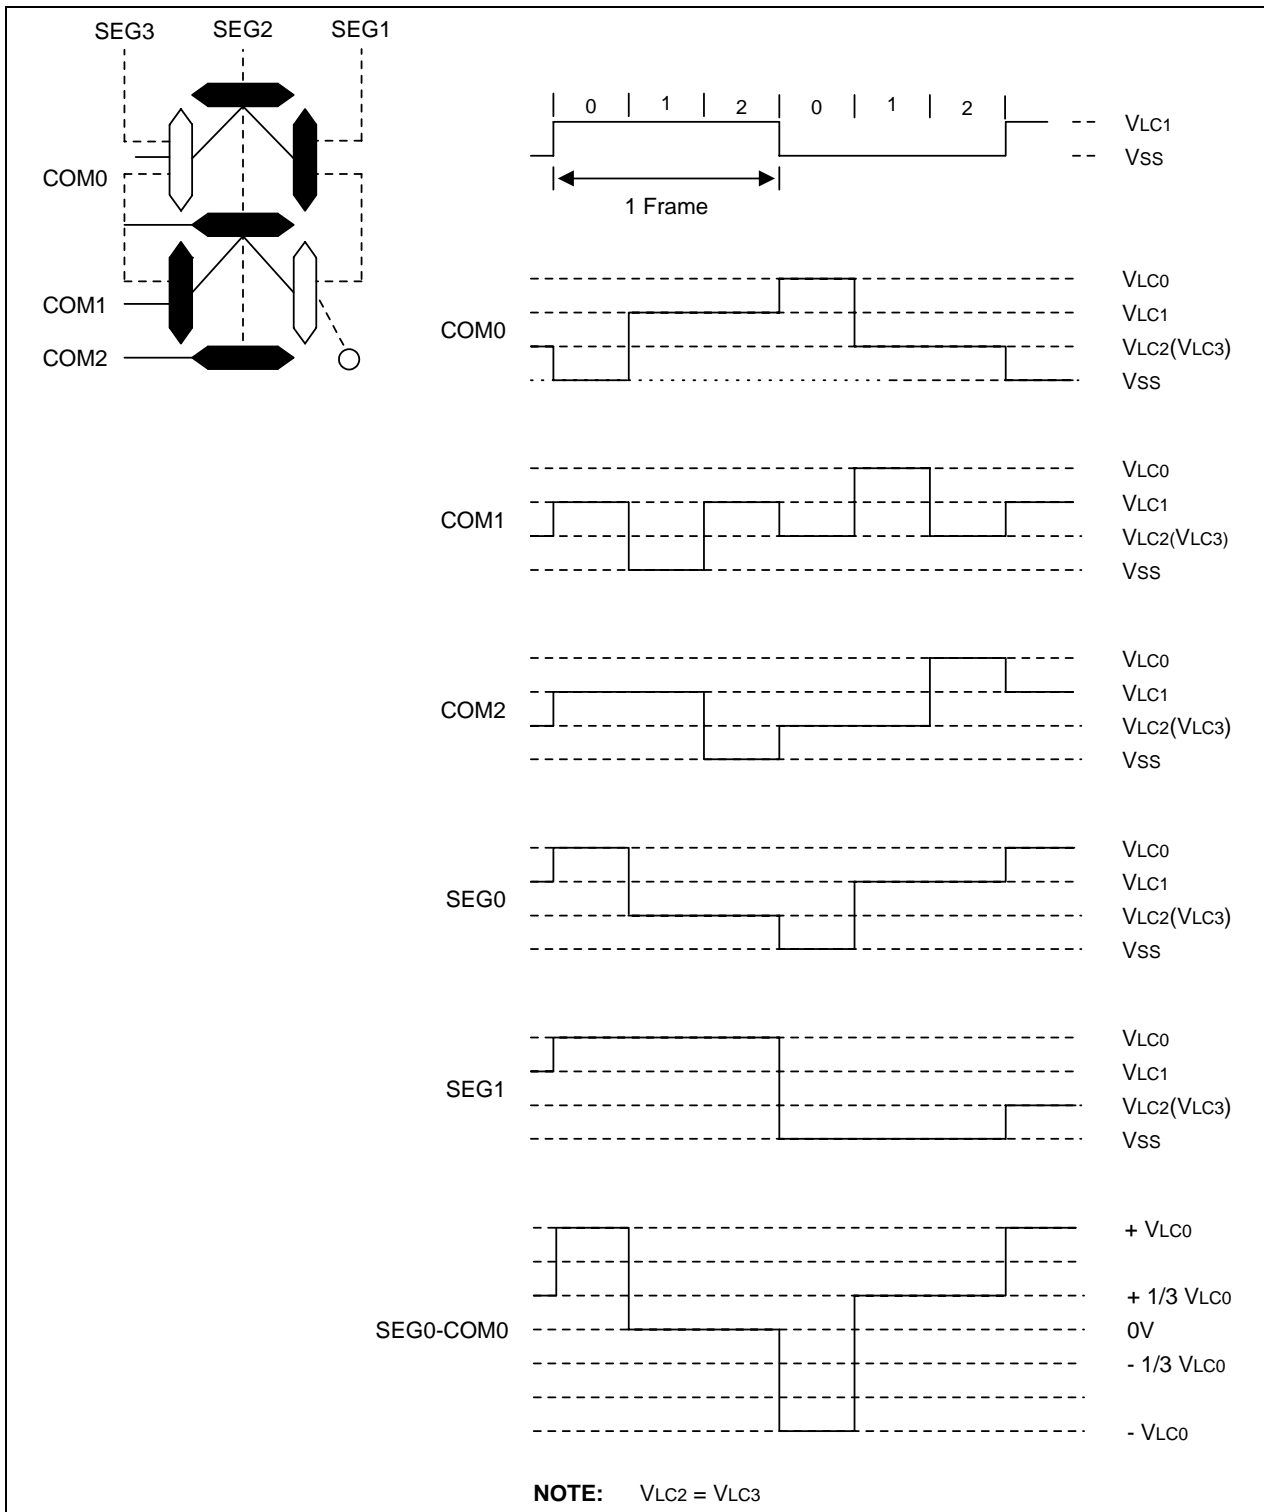 SEG3 SEG2 SEG1
0 1 2 0 1 2
VLC1
VSS
1 Frame
COM0
COM1
COM2
COM0
VLC0
VLC1
VLC2(VLC3)
VSS
COM1
VLC0
VLC1
VLC2(VLC3)
VSS
COM2
VLC0
VLC1
VLC2(VLC3)
VSS
SEG0
VLC0
VLC1
VLC2(VLC3)
VSS
SEG1
VLC0
VLC1
VLC2(VLC3)
VSS
SEG0-COM0
+ VLC0
+ 1/3 VLC0
0V
- 1/3 VLC0
- VLC0
NOTE: VLC2 = VLC3